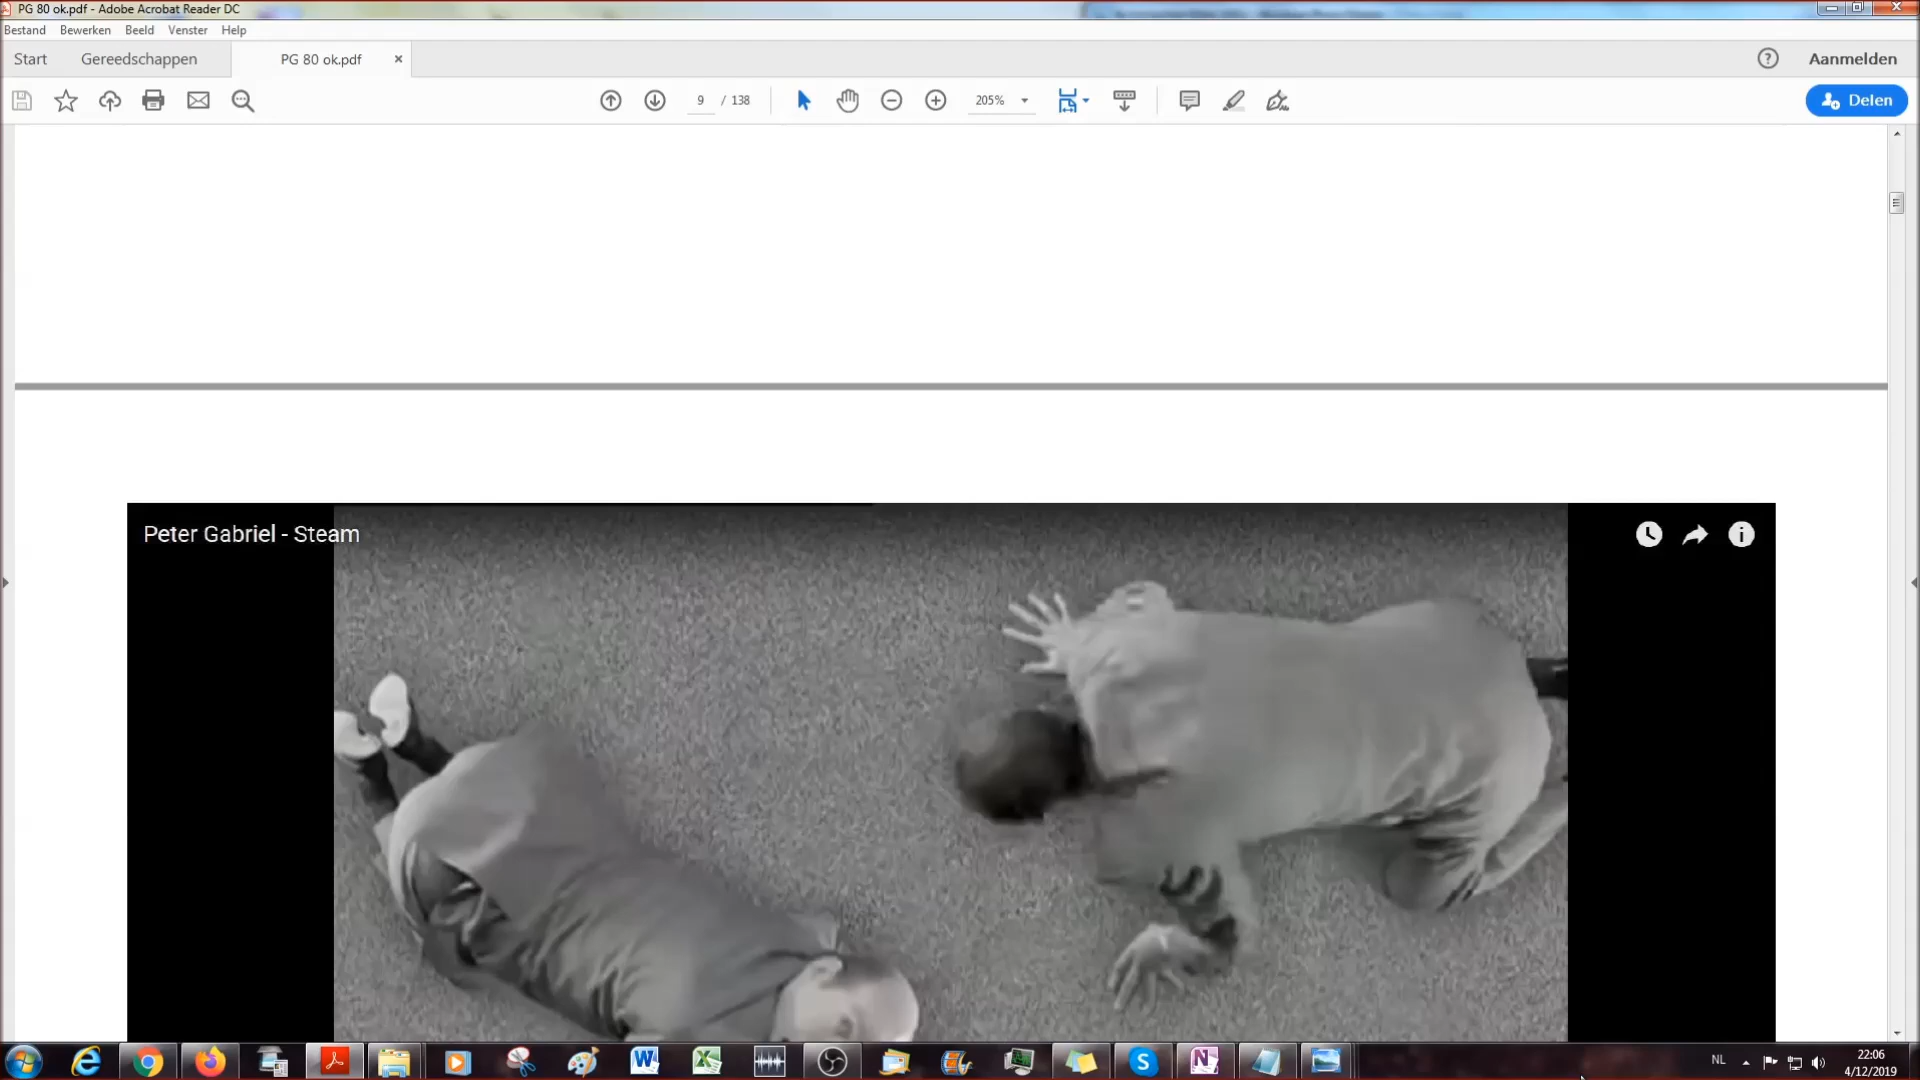 PG 80 ok.pdf - Adobe Acrobat Reader DC
Bestand Bewerken Beeld Venster Help
Start Gereedschappen PG 80 ok.pdf Aanmelden
9 / 138 205% Delen
Peter Gabriel - Steam
NL 22:06
4/12/2019